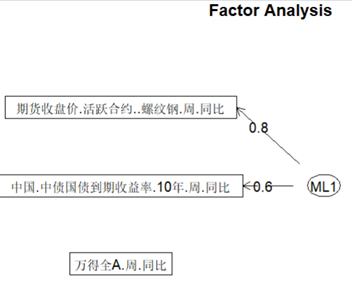 Factor Analysis
期货收盘价.活跃合约..螺纹钢.周.同比
0.8
中国.中债国债到期收益率.10年.周.同比
0.6
ML1
万得全A.周.同比